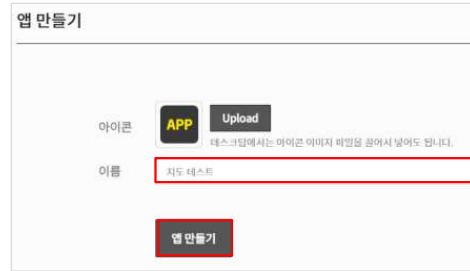 앱 만들기
아이콘
APP
Upload
데스크탑에서는 아이콘 이미지 파일을 끌어서 넣어도 됩니다.
이름
지도 테스트
앱 만들기